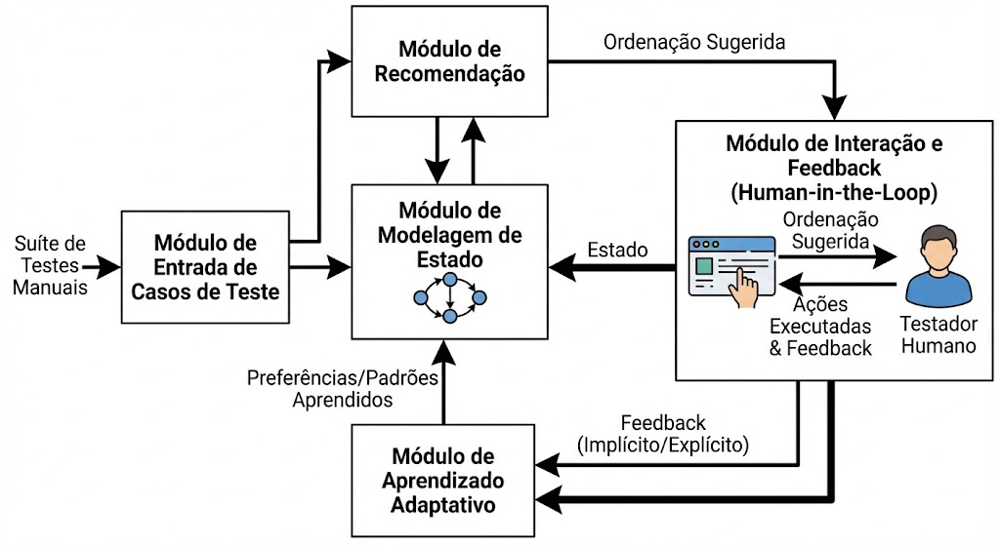 Módulo de
Recomendação
Ordenação Sugerida
Módulo de Interação e
Feedback
(Human-in-the-Loop)
Ordenação
Sugerida
Ações
Executadas
& Feedback
Testador
Humano
Suíte de
Testes
Manuais
Módulo de
Entrada de
Casos de Teste
Módulo de
Modelagem de
Estado
Estado
Preferências/Padrões
Aprendidos
Feedback
(Implícito/Explícito)
Módulo de
Aprendizado
Adaptativo